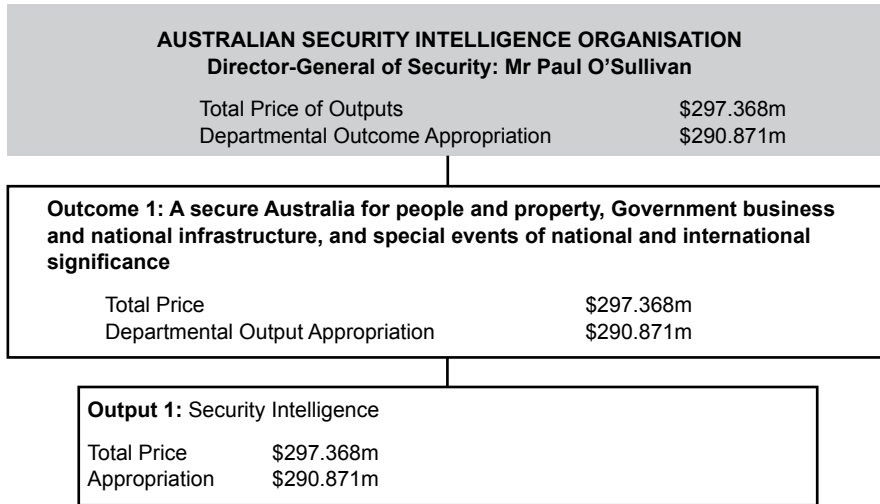 AUSTRALIAN SECURITY INTELLIGENCE ORGANISATION
Director-General of Security: Mr Paul O’Sullivan
Total Price of Outputs $297.368m
Departmental Outcome Appropriation $290.871m
Outcome 1: A secure Australia for people and property, Government business
and national infrastructure, and special events of national and international
significance
Total Price $297.368m
Departmental Output Appropriation $290.871m
Output 1: Security Intelligence
Total Price $297.368m
Appropriation $290.871m